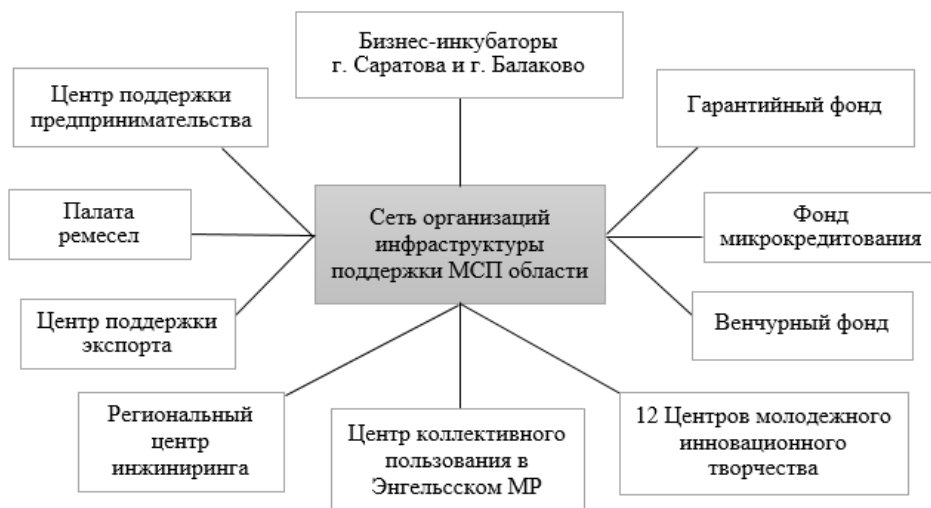 Бизнес-инкубаторы
г. Саратова и г. Балаково
Центр поддержки
предпринимательства
Гарантийный фонд
Палата
ремесел
Сеть организаций
инфраструктуры
поддержки МСП области
Фонд
микрокредитования
Центр поддержки
экспорта
Венчурный фонд
Региональный
центр
инжиниринга
Центр коллективного
пользования в
Энгельсском МР
12 Центров молодежного
инновационного
творчества